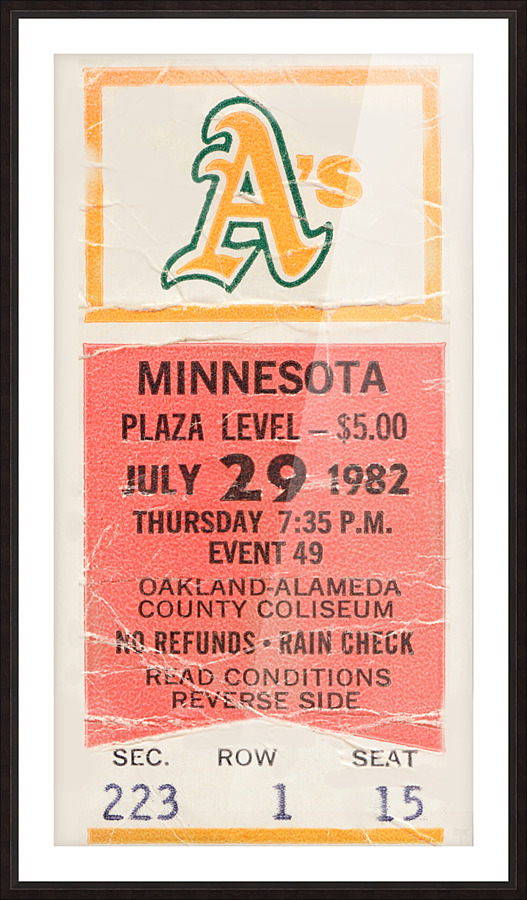 A's
MINNESOTA
PLAZA LEVEL – $5.00
JULY 29 1982
THURSDAY 7:35 P.M.
EVENT 49
OAKLAND-ALAMEDA
COUNTY COLISEUM
NO REFUNDS • RAIN CHECK
READ CONDITIONS
REVERSE SIDE
SEC. ROW SEAT
223 1 15